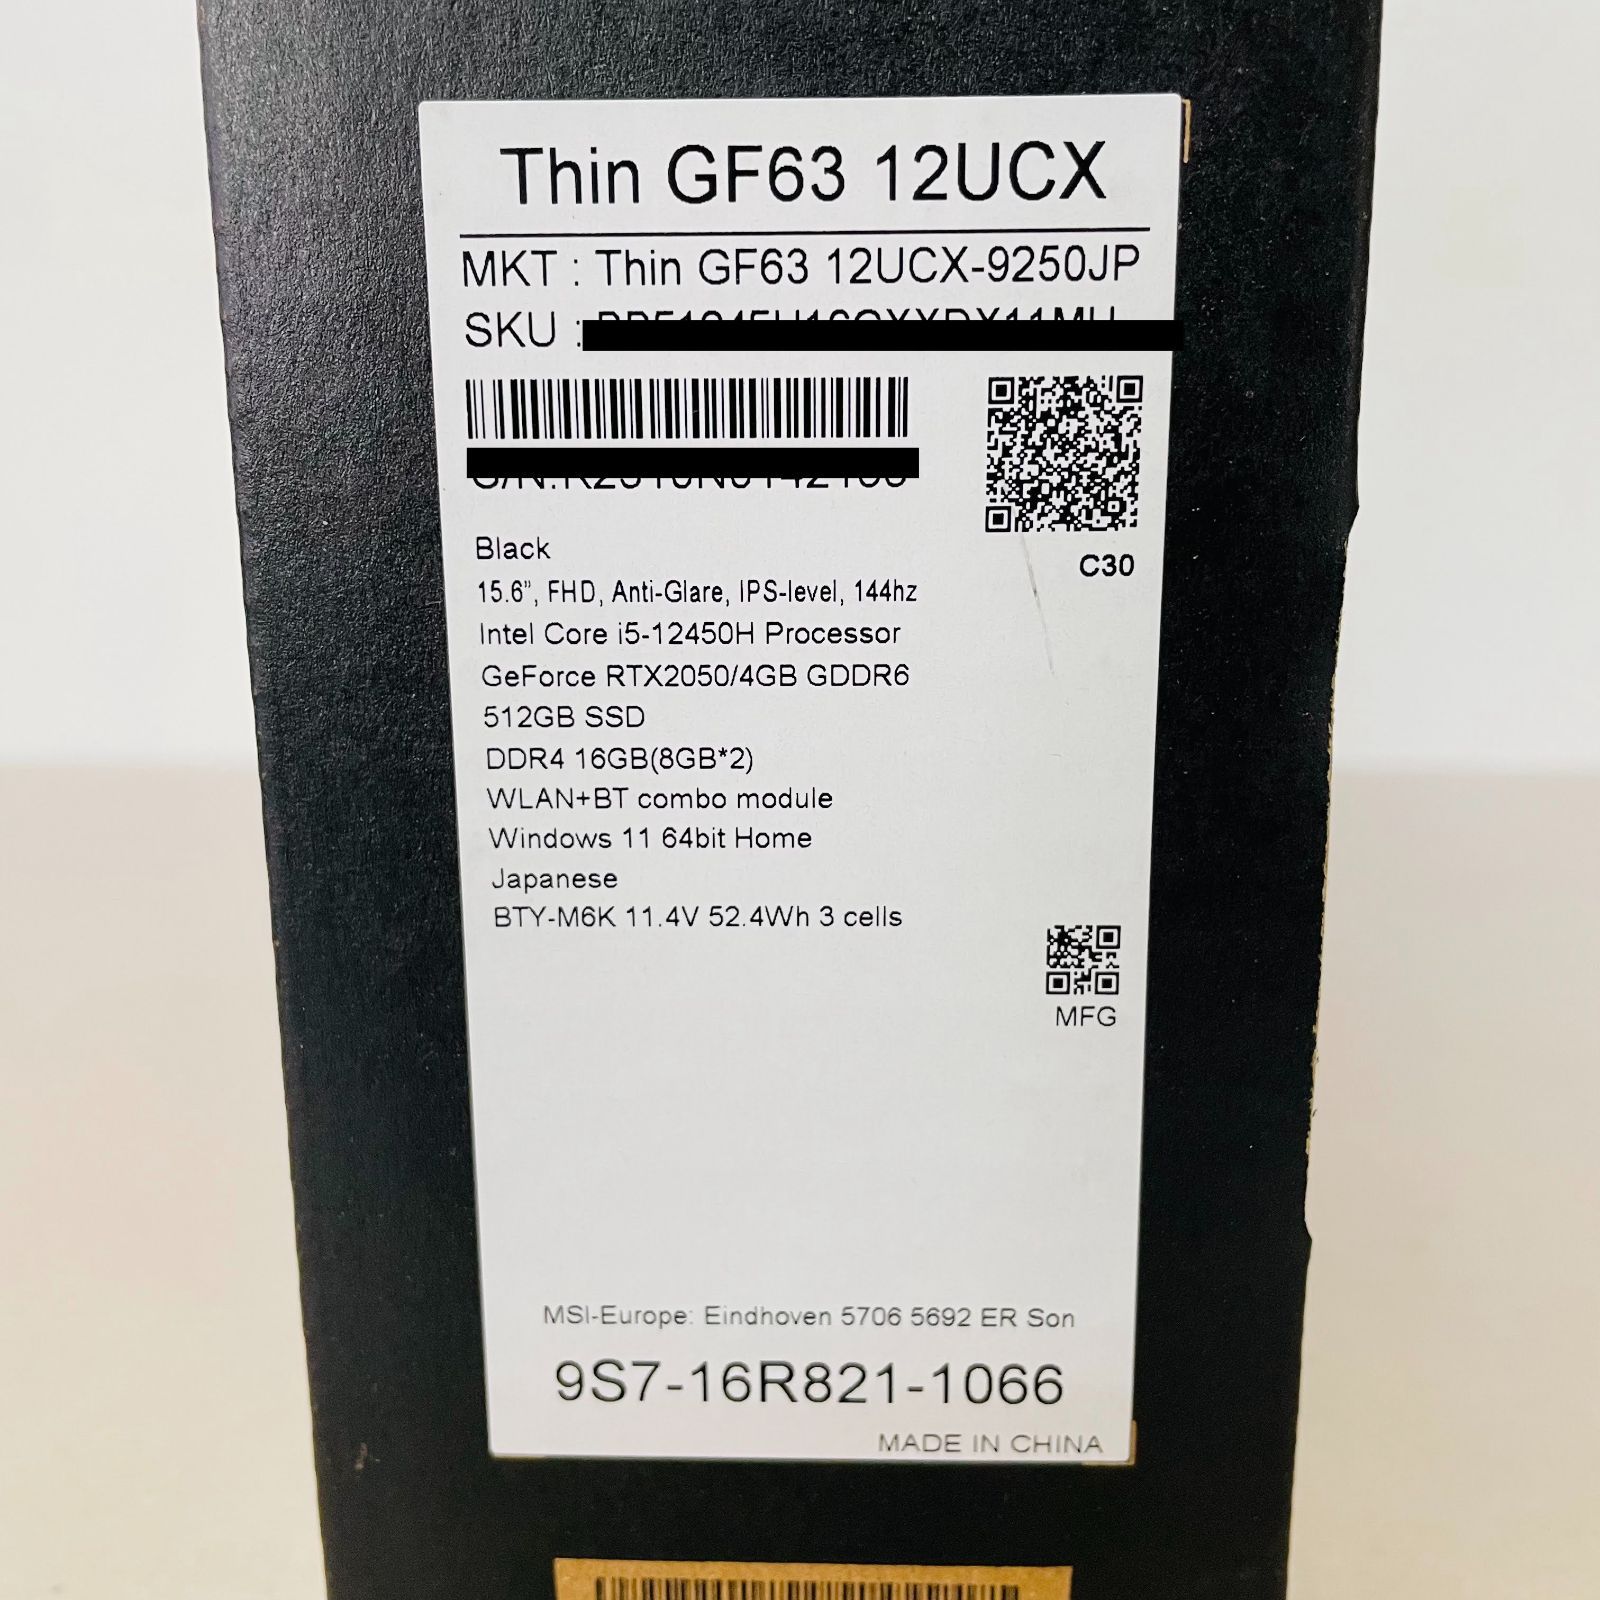 Thin GF63 12UCX
MKT : Thin GF63 12UCX-9250JP
SKU :
C30
Black
15.6”, FHD, Anti-Glare, IPS-level, 144hz
Intel Core i5-12450H Processor
GeForce RTX2050/4GB GDDR6
512GB SSD
DDR4 16GB(8GB*2)
WLAN+BT combo module
Windows 11 64bit Home
Japanese
BTY-M6K 11.4V 52.4Wh 3 cells
MFG
MSI-Europe: Eindhoven 5706 5692 ER Son
9S7-16R821-1066
MADE IN CHINA